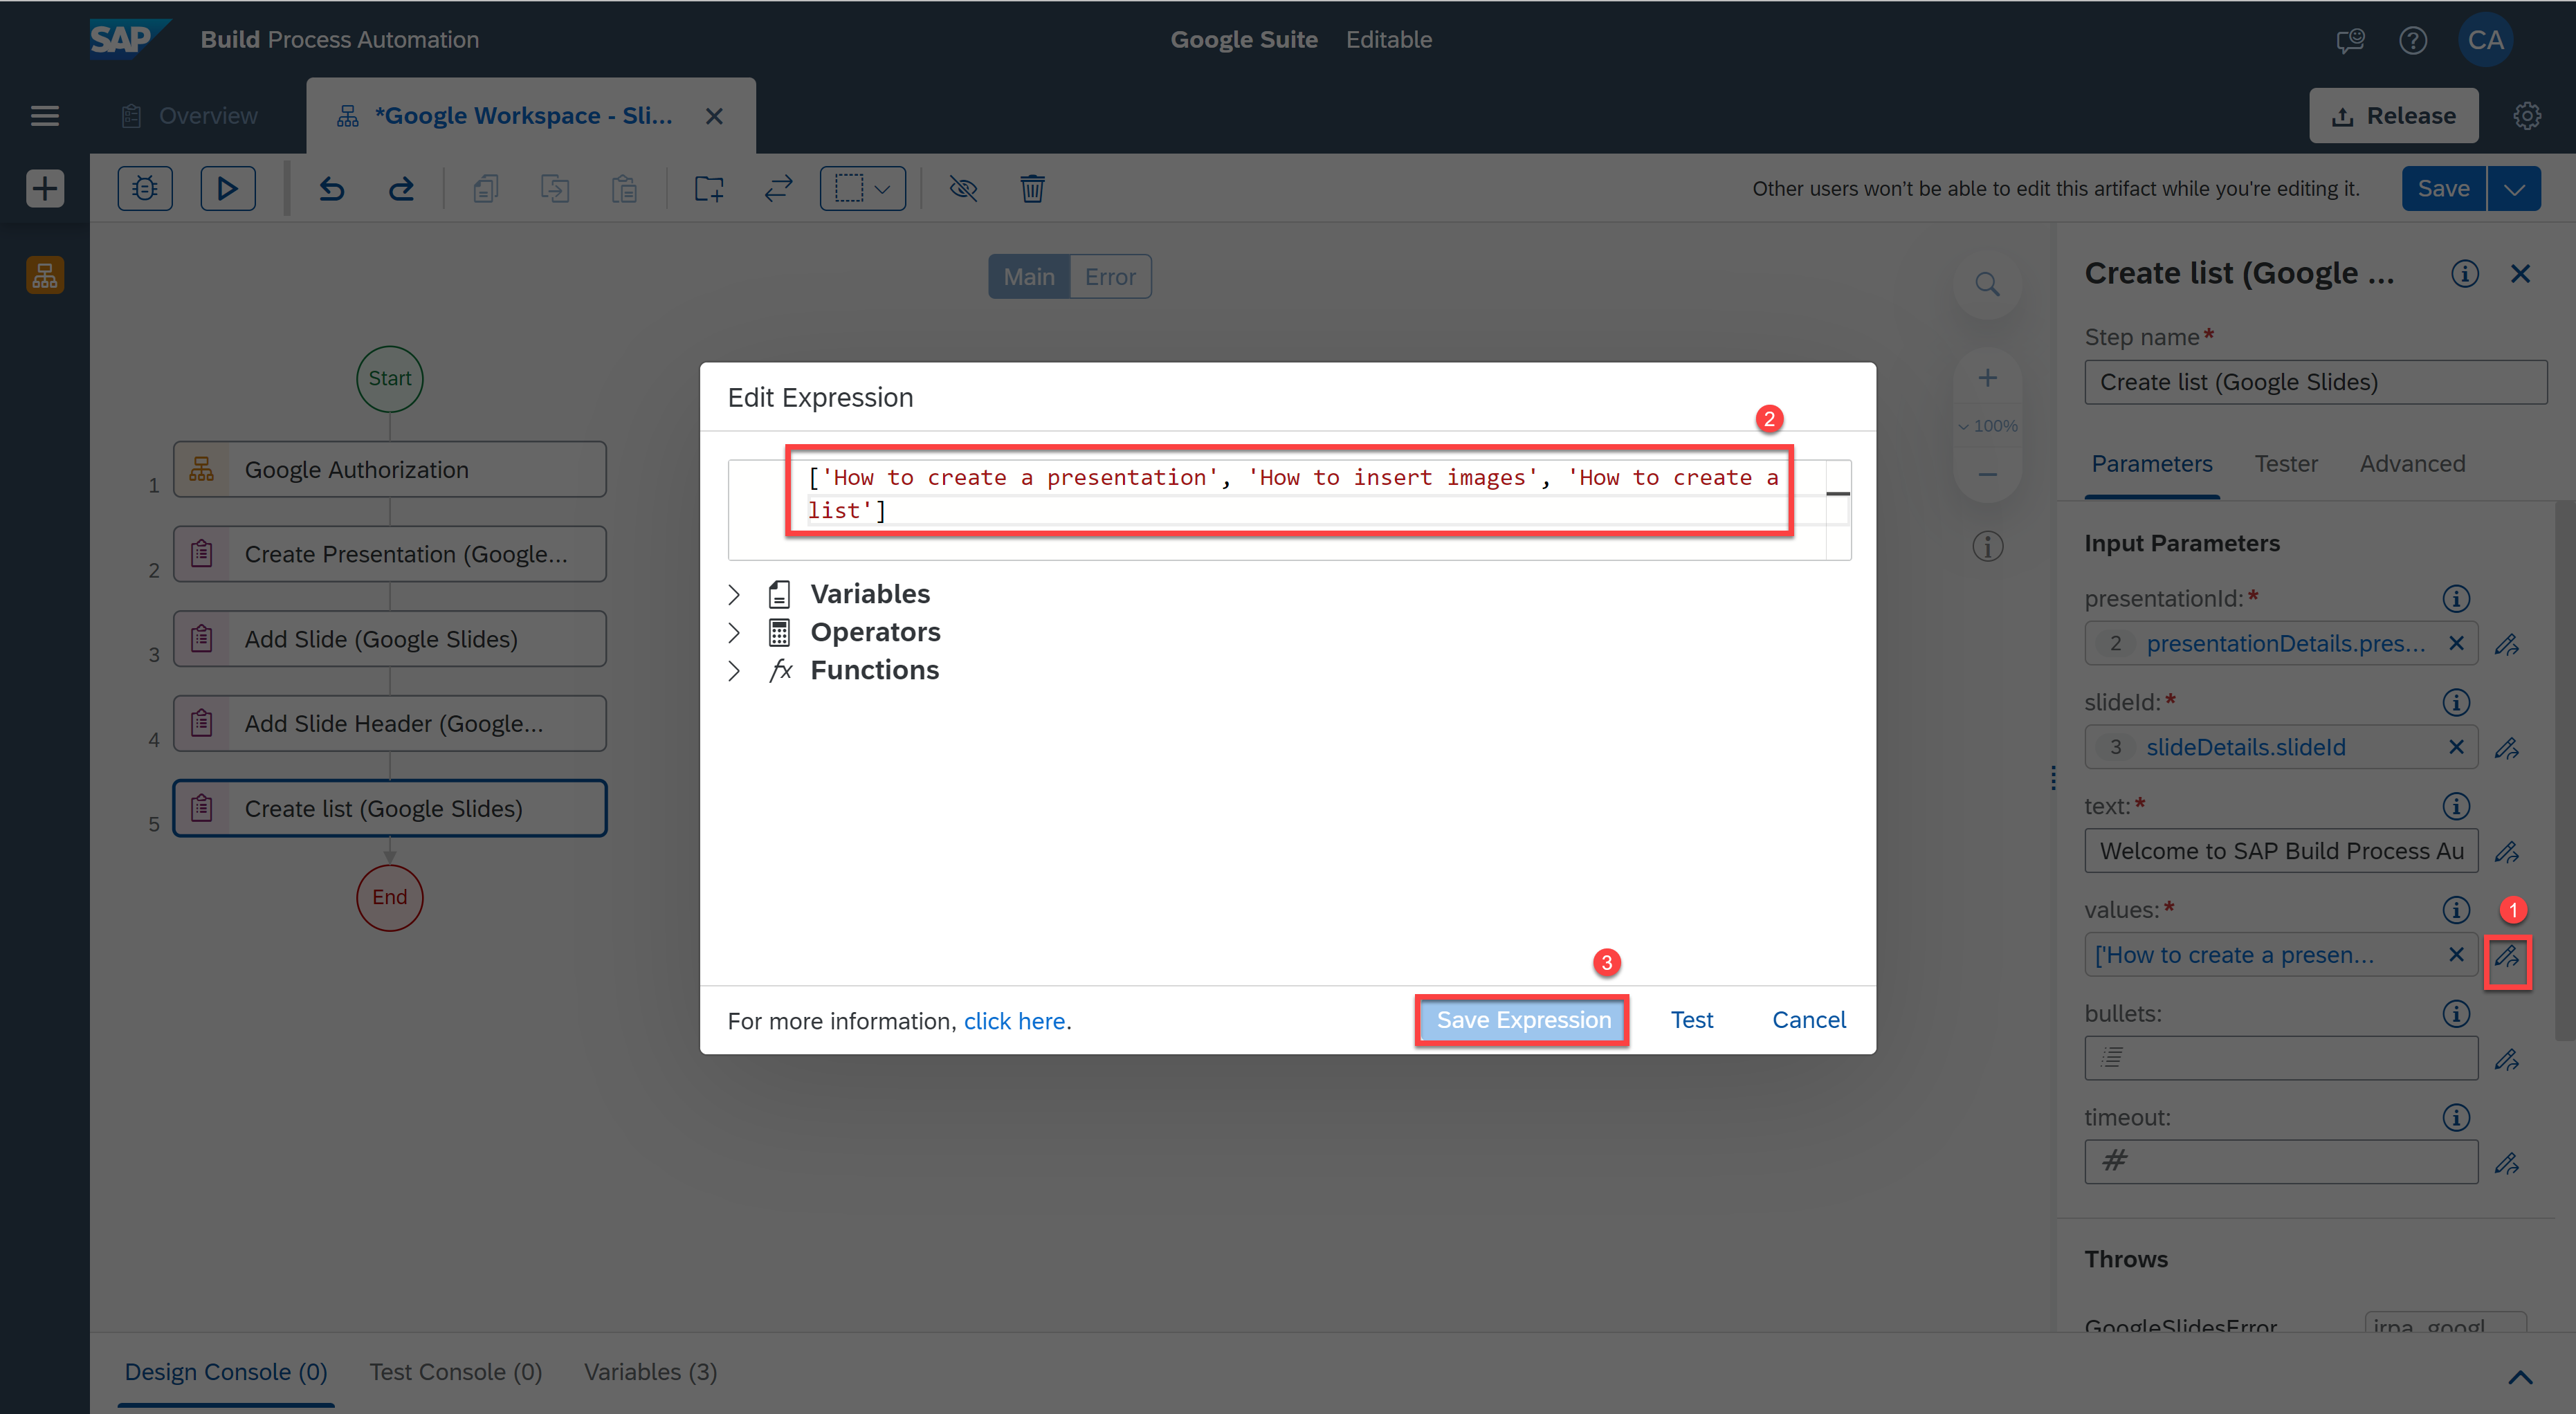 SAP Build Process Automation
Google Suite Editable
CA
Overview
*Google Workspace - Sli...
Release
Other users won't be able to edit this artifact while you're editing it.
Save
Main Error
Start
1 Google Authorization
2 Create Presentation (Google...
3 Add Slide (Google Slides)
4 Add Slide Header (Google...
5 Create list (Google Slides)
End
100%
Edit Expression
2
['How to create a presentation', 'How to insert images', 'How to create a
list']
Variables
Operators
fx Functions
3
For more information, click here.
Save Expression
Test
Cancel
Create list (Google ...
Step name*
Create list (Google Slides)
Parameters Tester Advanced
Input Parameters
presentationId:*
2 presentationDetails.pres...
slideId:*
3 slideDetails.slideId
text:*
Welcome to SAP Build Process Au
values:*
1
['How to create a presen...
bullets:
timeout:
#
Throws
GoogleSlidesError irpa_googl
Design Console (0) Test Console (0) Variables (3)